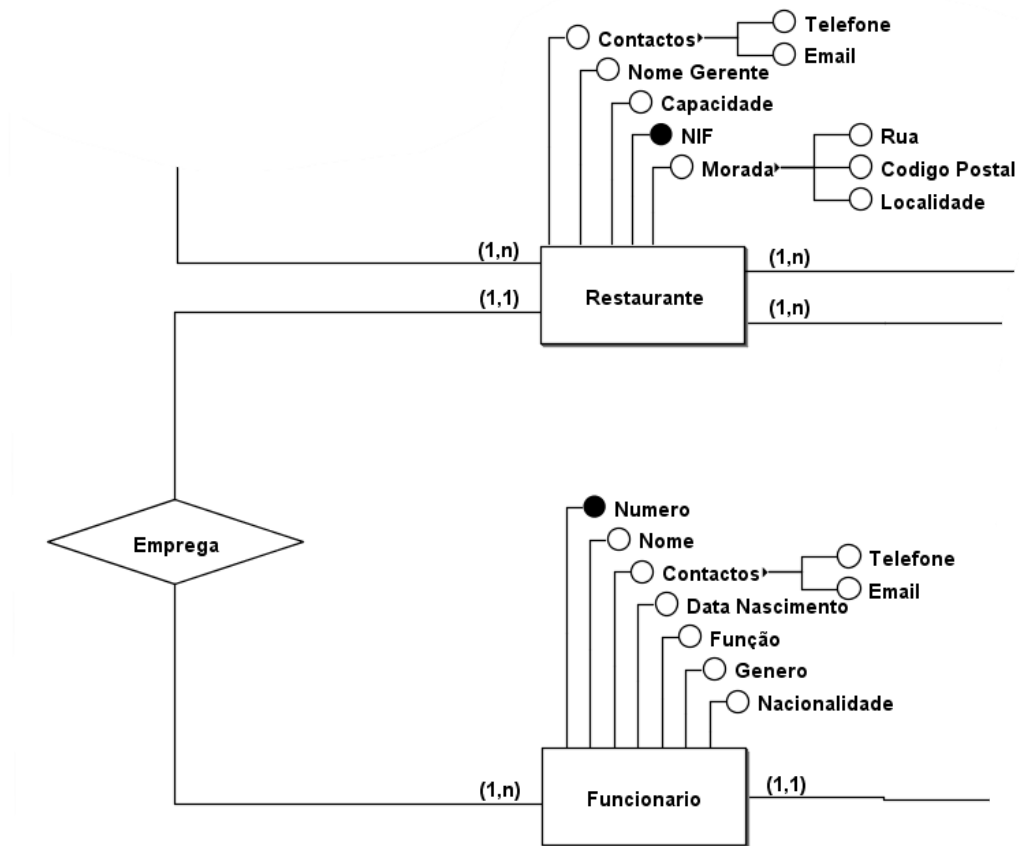 Contactos
Telefone
Email
Nome Gerente
Capacidade
NIF
Morada
Rua
Codigo Postal
Localidade
(1,n)
(1,n)
(1,1)
Restaurante
(1,n)
Emprega
Numero
Nome
Contactos
Telefone
Email
Data Nascimento
Função
Genero
Nacionalidade
(1,n)
Funcionario
(1,1)